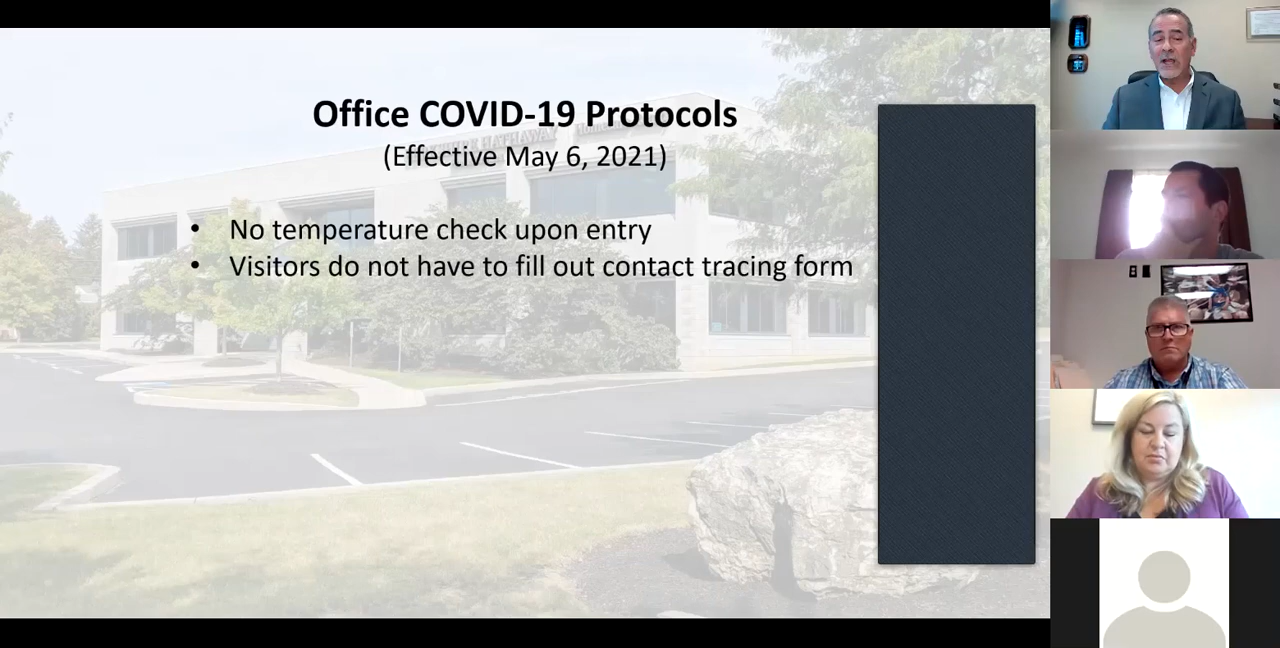 Office COVID-19 Protocols
(Effective May 6, 2021)
• No temperature check upon entry
• Visitors do not have to fill out contact tracing form
HATHAWAY